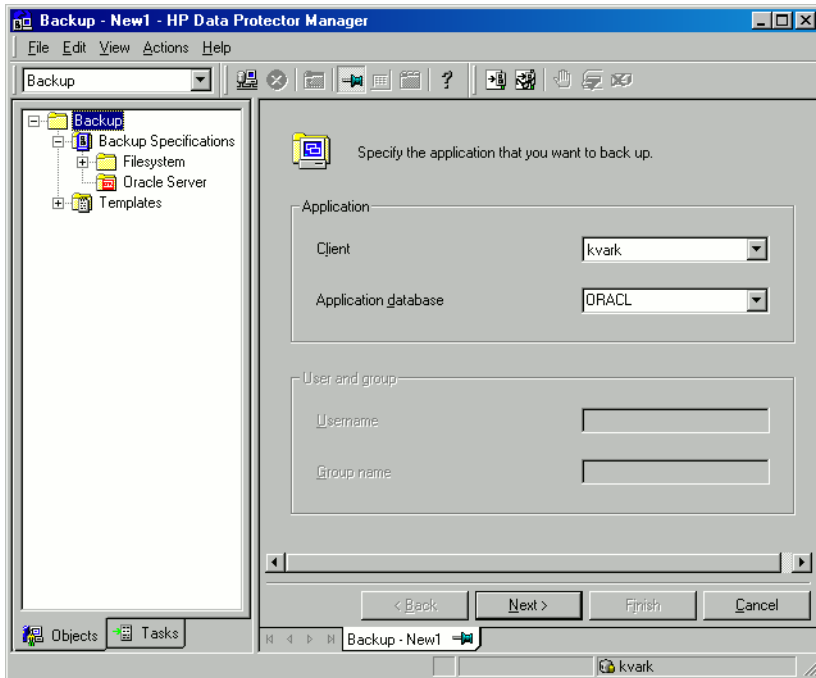 Backup - New1 - HP Data Protector Manager
File Edit View Actions Help
Backup
Backup
Backup Specifications
Filesystem
Oracle Server
Templates
Specify the application that you want to back up.
Application
Client
kvark
Application database
ORACL
User and group
Username
Group name
< Back
Next >
Finish
Cancel
Objects
Tasks
Backup - New1
kvark